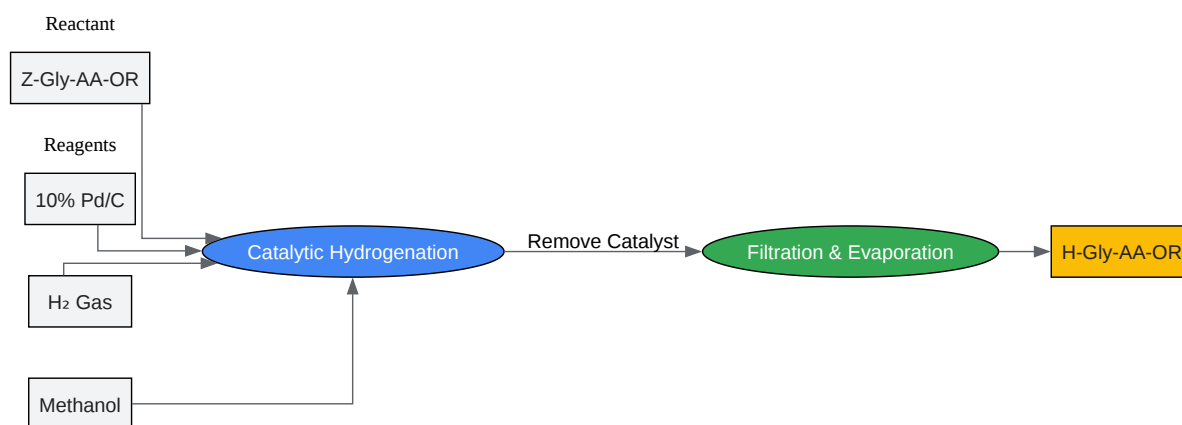 Reactant
Z-Gly-AA-OR
Reagents
10% Pd/C
H₂ Gas
Methanol
Catalytic Hydrogenation
Remove Catalyst
Filtration & Evaporation
H-Gly-AA-OR